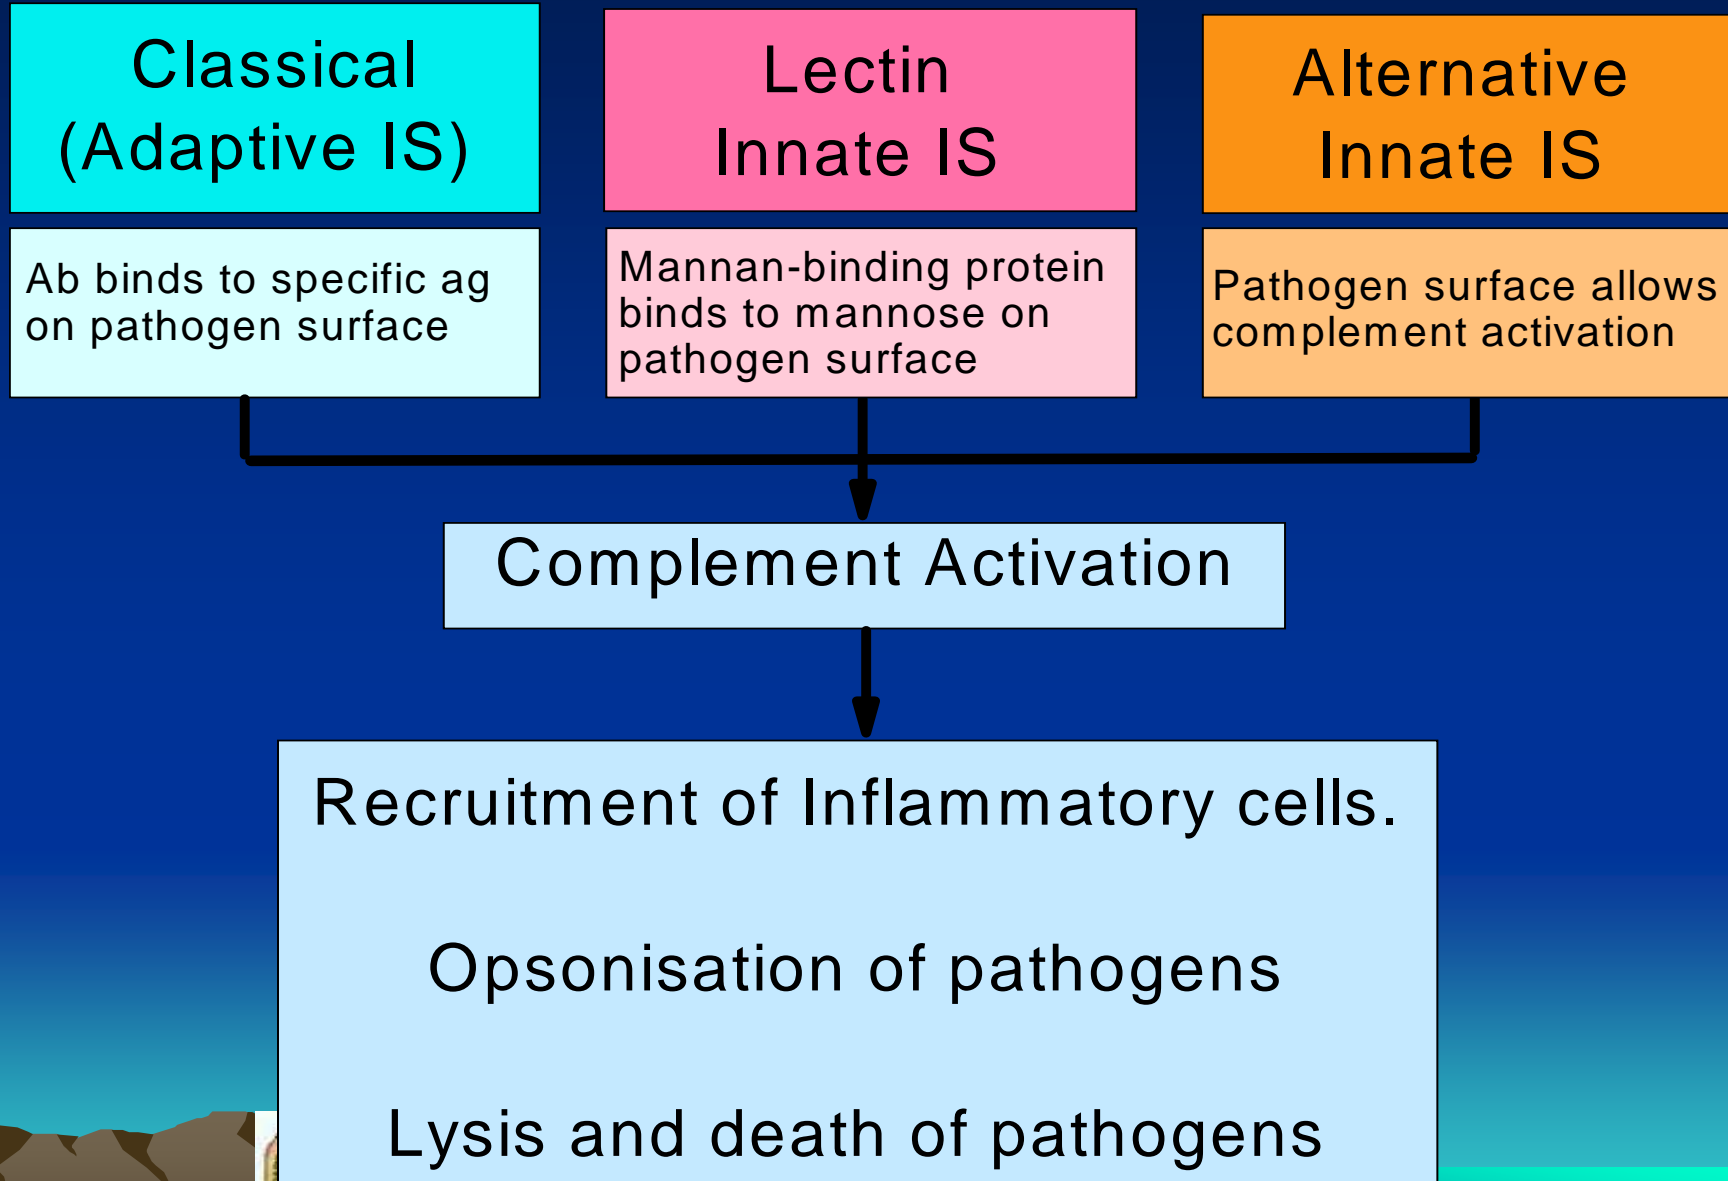 Classical
(Adaptive IS)
Lectin
Innate IS
Alternative
Innate IS
Ab binds to specific ag
on pathogen surface
Mannan-binding protein
binds to mannose on
pathogen surface
Pathogen surface allows
complement activation
Complement Activation
Recruitment of Inflammatory cells.
Opsonisation of pathogens
Lysis and death of pathogens